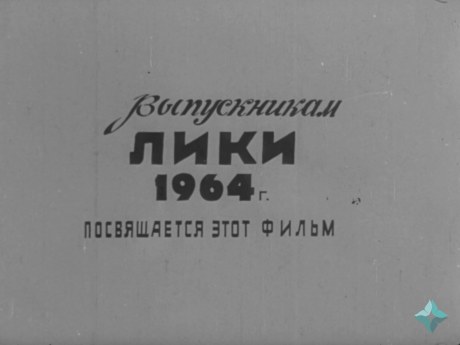 Выпускникам
ЛИКИ
1964 г.
ПОСВЯЩАЕТСЯ ЭТОТ ФИЛЬМ